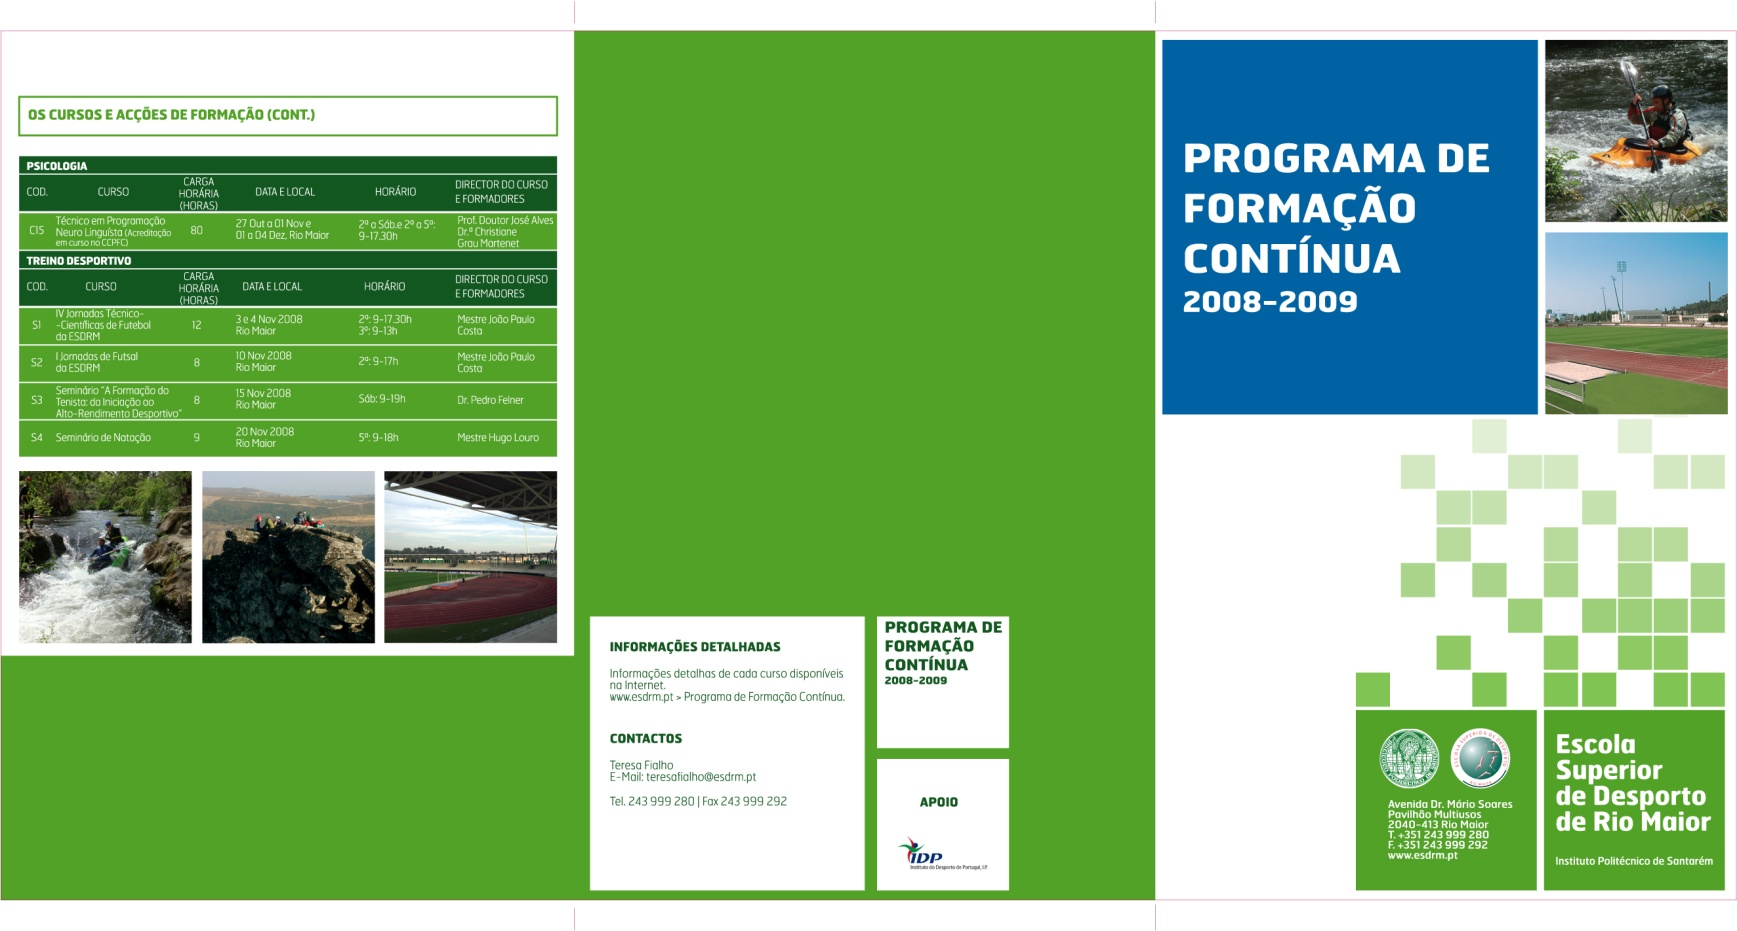 OS CURSOS E ACÇÕES DE FORMAÇÃO (CONT.)
PSICOLOGIA
COD. CURSO CARGA HORÁRIA (HORAS) DATA E LOCAL HORÁRIO DIRECTOR DO CURSO E FORMADORES
C15 Técnico em Programação Neuro Linguísta (Acreditação em curso no CCPFC) 80 27 Out a 01 Nov e 01 a 04 Dez, Rio Maior 2ª a Sáb.e 2ª a 5ª: 9-17.30h Prof. Doutor José Alves Dr.ª Christiane Grau Martenet
TREINO DESPORTIVO
COD. CURSO CARGA HORÁRIA (HORAS) DATA E LOCAL HORÁRIO DIRECTOR DO CURSO E FORMADORES
S1 IV Jornadas Técnico--Científicas de Futebol da ESDRM 12 3 e 4 Nov 2008 Rio Maior 2ª: 9-17.30h 3ª: 9-13h Mestre João Paulo Costa
S2 I Jornadas de Futsal da ESDRM 8 10 Nov 2008 Rio Maior 2ª: 9-17h Mestre João Paulo Costa
S3 Seminário "A Formação do Tenista: da Iniciação ao Alto-Rendimento Desportivo" 8 15 Nov 2008 Rio Maior Sáb: 9-19h Dr. Pedro Felner
S4 Seminário de Natação 9 20 Nov 2008 Rio Maior 5ª: 9-18h Mestre Hugo Louro
INFORMAÇÕES DETALHADAS
Informações detalhas de cada curso disponíveis
na Internet.
www.esdrm.pt > Programa de Formação Contínua.
CONTACTOS
Teresa Fialho
E-Mail: teresafialho@esdrm.pt
Tel. 243 999 280 | Fax 243 999 292
PROGRAMA DE
FORMAÇÃO
CONTÍNUA
2008-2009
APOIO
IDP
Instituto do Desporto de Portugal, I.P.
PROGRAMA DE
FORMAÇÃO
CONTÍNUA
2008-2009
Avenida Dr. Mário Soares
Pavilhão Multiusos
2040-413 Rio Maior
T. +351 243 999 280
F. +351 243 999 292
www.esdrm.pt
Escola
Superior
de Desporto
de Rio Maior
Instituto Politécnico de Santarém